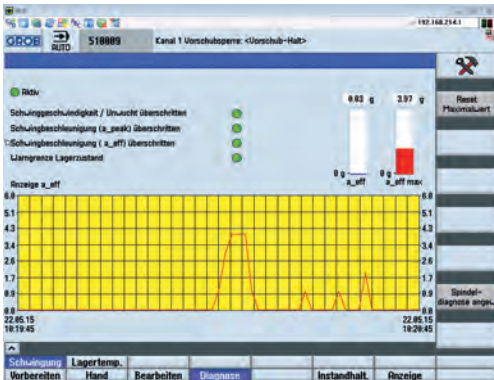 192.168.214.1
GROB
AUTO
510009
Kanal 1 Vorschubsperre: <Vorschub-Halt>
Aktiv
Schwinggeschwindigkeit / Unwucht überschritten
Schwingbeschleunigung (a_peak) überschritten
Schwingbeschleunigung ( a_eff) überschritten
Warngrenze Lagerzustand
0.03 g
3.97 g
0 g
0 g
a_eff
a_eff max
Reset
Maximalwert
Anzeige a_eff
6.0
6.0
5.1
5.1
4.3
4.3
3.4
3.4
2.6
2.6
1.7
1.7
0.9
0.9
0.0
0.0
22.05.15
10:19:45
22.05.15
10:20:45
Spindel-
diagnose
Schwingung
Lagertemp.
Vorbereiten
Hand
Bearbeiten
Diagnose
Instandhalt.
Anzeige